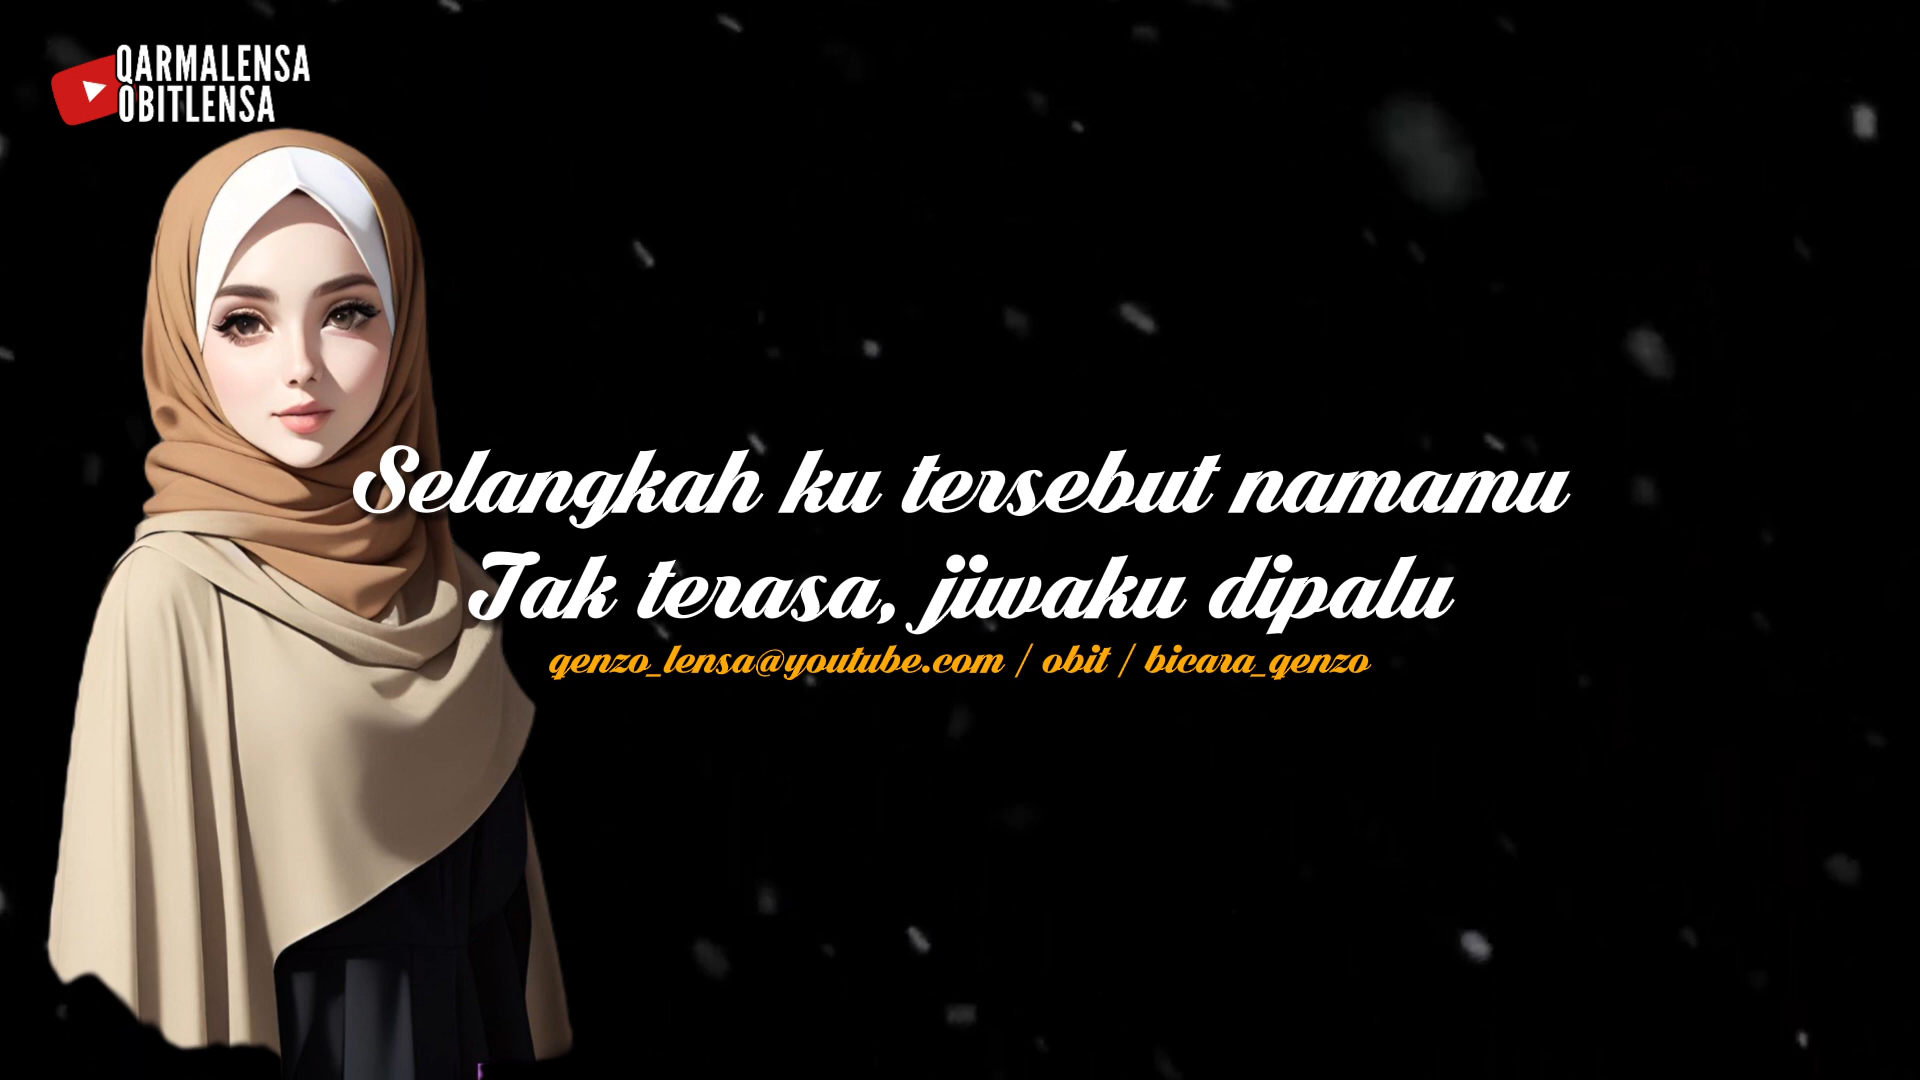 QARMALENSA
OBITLENSA
Selangkah ku tersebut namamu
Tak terasa, jiwaku dipalu
qenzo_lensa@youtube.com / obit / bicara_qenzo